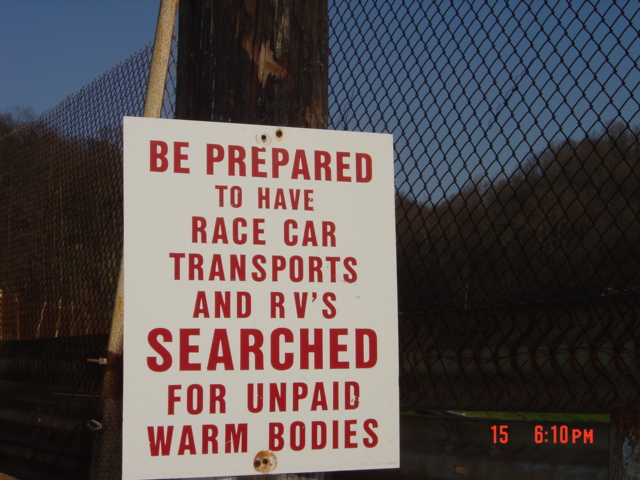 BE PREPARED
TO HAVE
RACE CAR
TRANSPORTS
AND RV'S
SEARCHED
FOR UNPAID
WARM BODIES
15 6:10PM